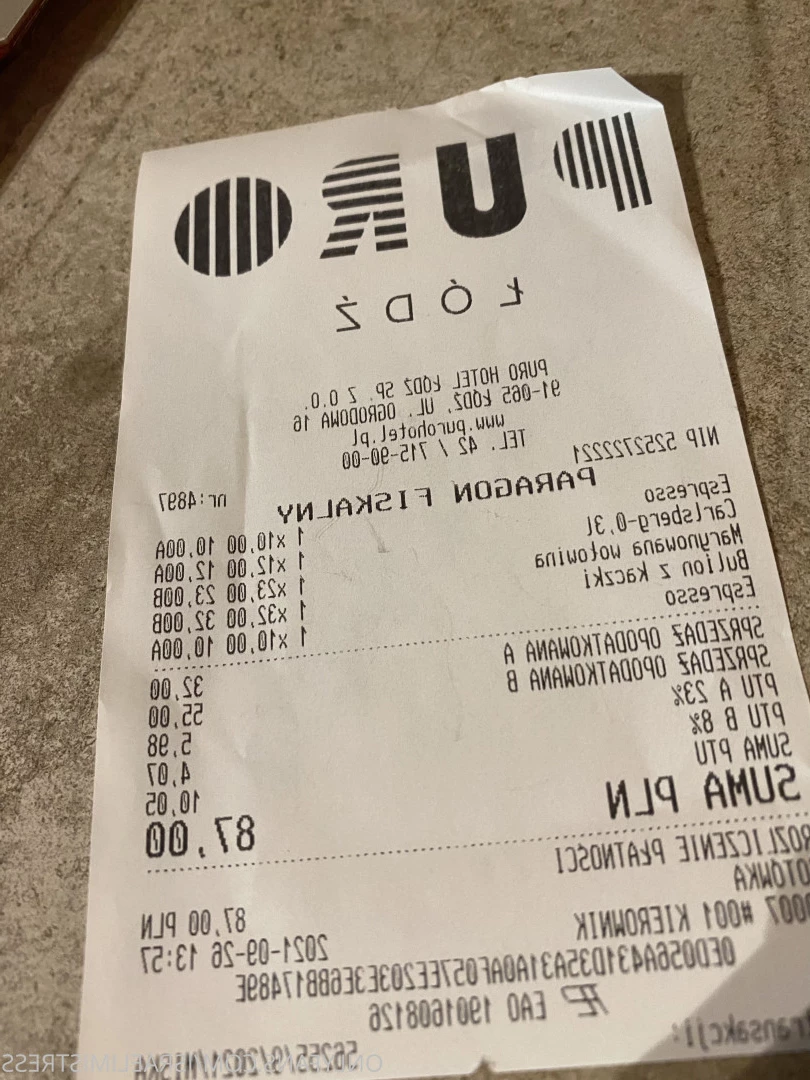 PURO
ŁÓDŹ
PURO HOTEL ŁÓDŹ SP. Z O.O.
91-065 ŁÓDŹ, UL. OGRODOWA 16
www.purohotel.pl
TEL. 42 / 715-90-00
NIP 5252722221 nr:4897
PARAGON FISKALNY
Espresso 1 x10,00 10,00A
Carlsberg-0,3l 1 x12,00 12,00A
Marynowana wołowina 1 x23,00 23,00B
Bulion z kaczki 1 x32,00 32,00B
Espresso 1 x10,00 10,00A
SPRZEDAŻ OPODATKOWANA A 32,00
SPRZEDAŻ OPODATKOWANA B 55,00
PTU A 23% 5,98
PTU B 8% 4,07
SUMA PTU 10,05
SUMA PLN 87,00
ROZLICZENIE PŁATNOŚCI
GOTÓWKA 87,00 PLN
0007 #001 KIEROWNIK 2021-09-26 13:57
EAO 1901608126
transakcji:
ONLYFANS.COM/ISRAELIMISTRESS